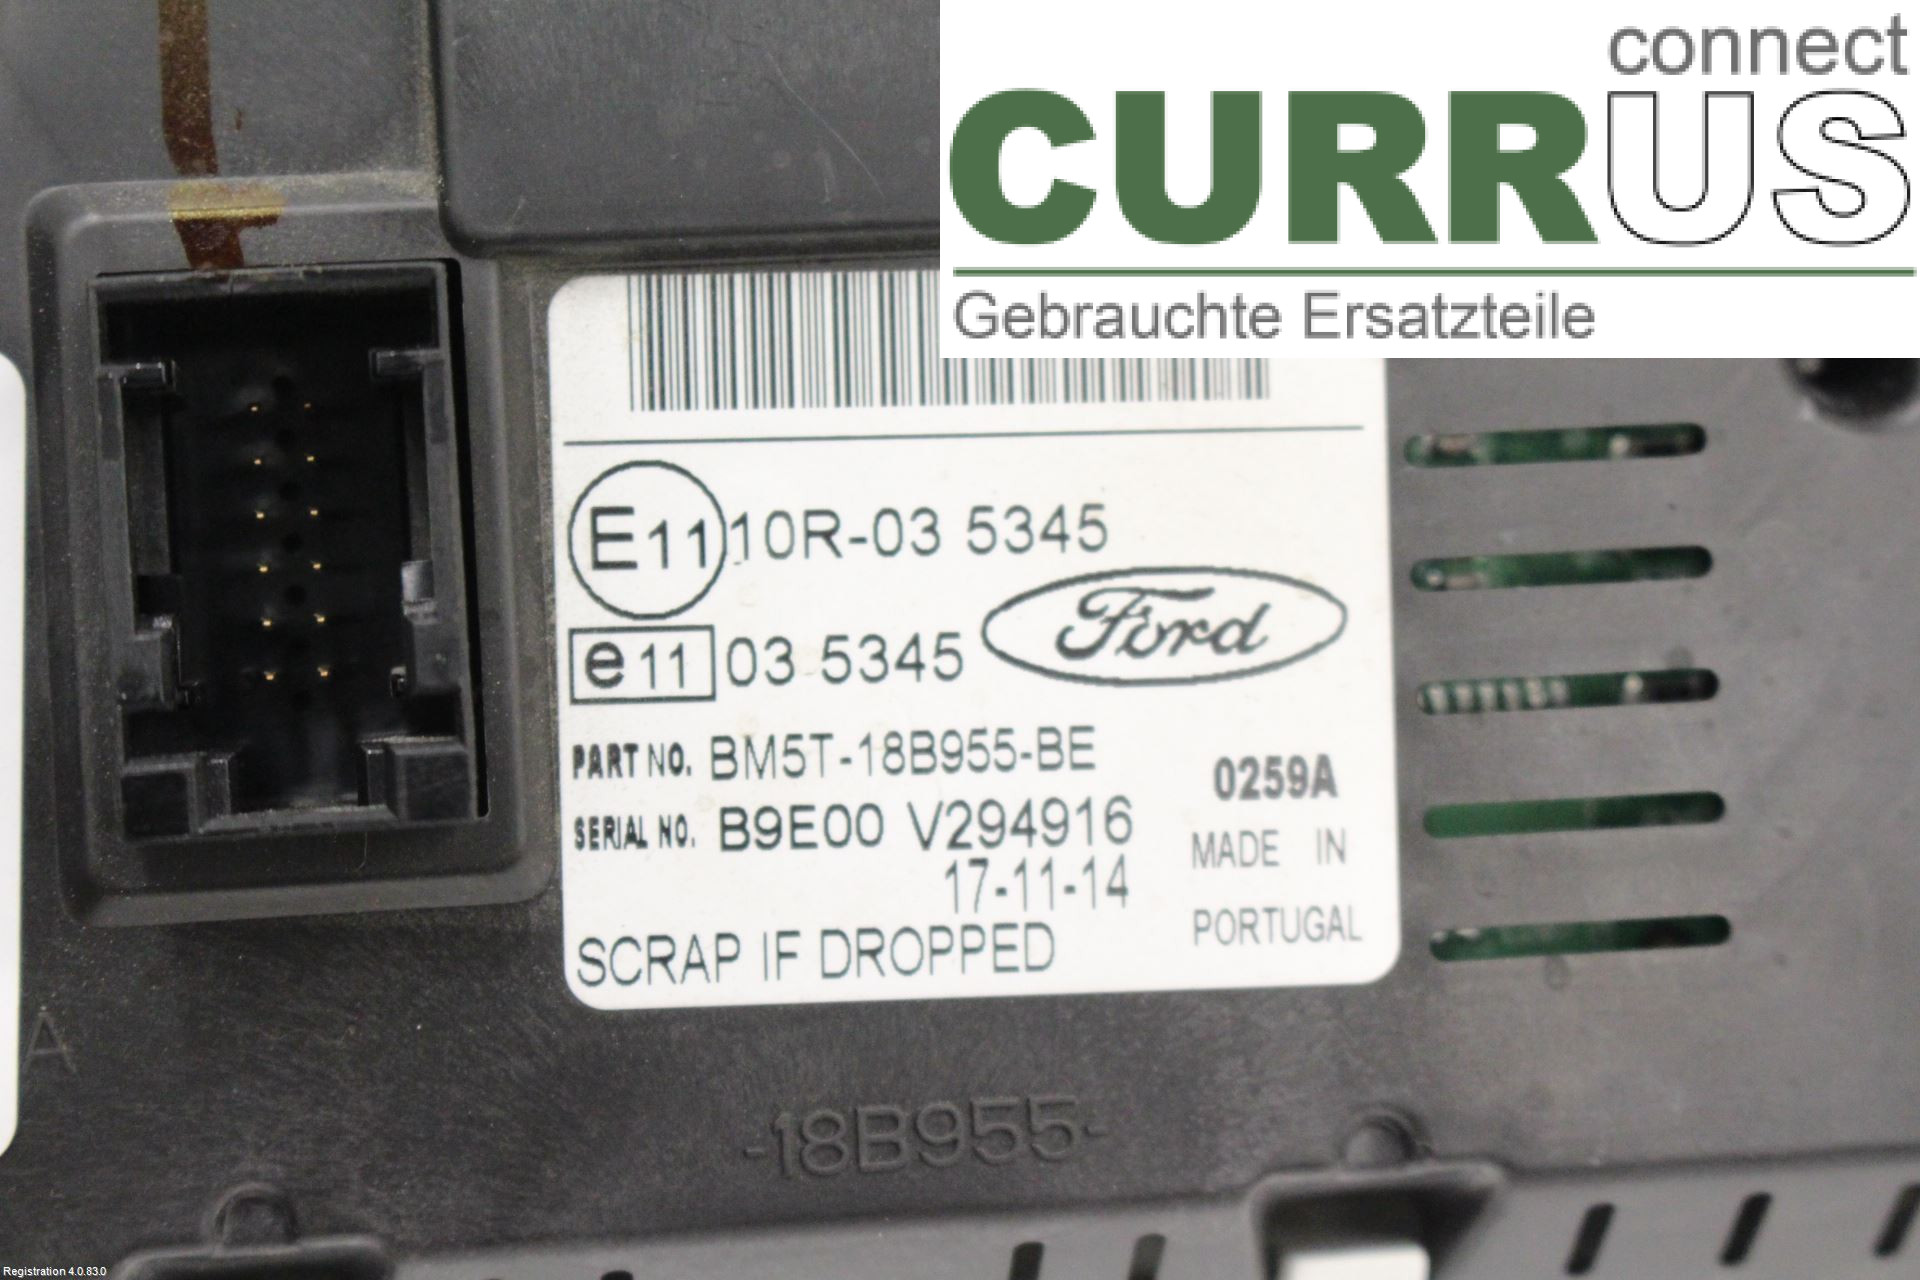 connect
CURRUS
Gebrauchte Ersatzteile
E11 10R-03 5345
e11 03 5345
Ford
PART NO. BM5T-18B955-BE
0259A
SERIAL NO. B9E00 V294916
MADE IN
17-11-14
PORTUGAL
SCRAP IF DROPPED
A
-18B955-
Registration 4.0.83.0